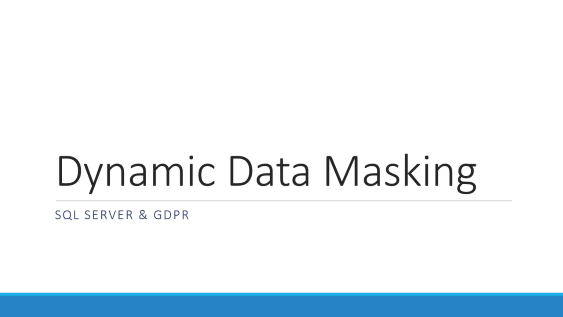 Dynamic Data Masking
SQL SERVER & GDPR